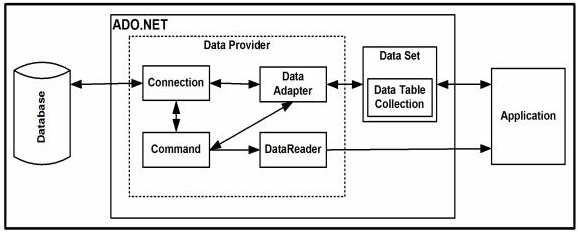 ADO.NET
Data Provider
Database
Connection
Data
Adapter
Data Set
Data Table
Collection
Application
Command
DataReader